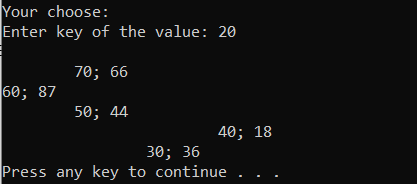 Your choose:
Enter key of the value: 20
70; 66
60; 87
50; 44
40; 18
30; 36
Press any key to continue . . .